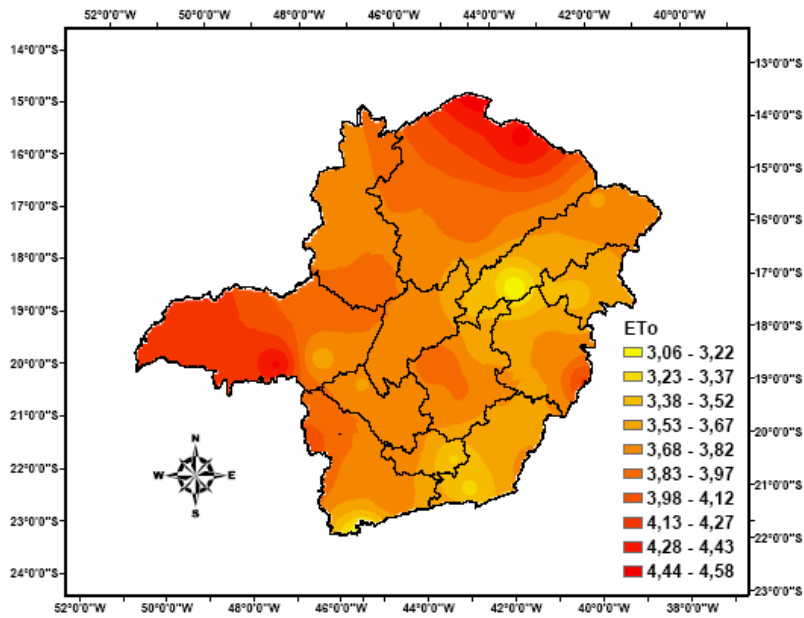 52°0'0"W 50°0'0"W 48°0'0"W 46°0'0"W 44°0'0"W 42°0'0"W 40°0'0"W
14°0'0"S
13°0'0"S
15°0'0"S
14°0'0"S
16°0'0"S
15°0'0"S
17°0'0"S
16°0'0"S
18°0'0"S
17°0'0"S
19°0'0"S
18°0'0"S
20°0'0"S
19°0'0"S
21°0'0"S
20°0'0"S
22°0'0"S
21°0'0"S
23°0'0"S
22°0'0"S
24°0'0"S
23°0'0"S
ETo
3,06 - 3,22
3,23 - 3,37
3,38 - 3,52
3,53 - 3,67
3,68 - 3,82
3,83 - 3,97
3,98 - 4,12
4,13 - 4,27
4,28 - 4,43
4,44 - 4,58
N
W E
S
52°0'0"W 50°0'0"W 48°0'0"W 46°0'0"W 44°0'0"W 42°0'0"W 40°0'0"W 38°0'0"W